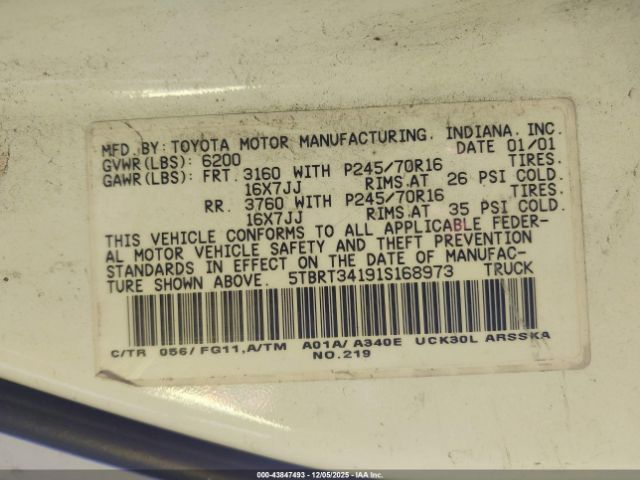 MFD. BY: TOYOTA MOTOR MANUFACTURING, INDIANA, INC.
GVWR(LBS): 6200 DATE 01/01
GAWR(LBS): FRT. 3160 WITH P245/70R16 TIRES.
16X7JJ RIMS.AT 26 PSI COLD.
RR. 3760 WITH P245/70R16 TIRES.
16X7JJ RIMS.AT 35 PSI COLD.
THIS VEHICLE CONFORMS TO ALL APPLICABLE FEDER-
AL MOTOR VEHICLE SAFETY AND THEFT PREVENTION
STANDARDS IN EFFECT ON THE DATE OF MANUFAC-
TURE SHOWN ABOVE. 5TBRT34191S168973 TRUCK
C/TR 056/FG11,A/TM A01A/A340E UCK30L ARSSKA
NO.219
000-43847493 - 12/05/2025 - IAA Inc.